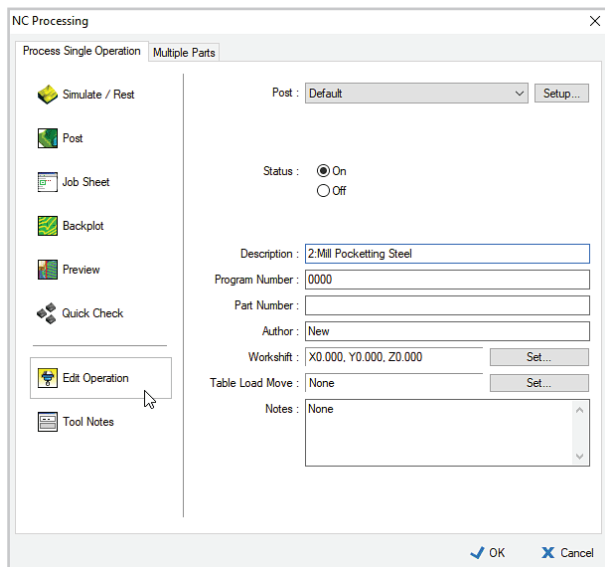 NC Processing
Process Single Operation Multiple Parts
Simulate / Rest
Post
Job Sheet
Backplot
Preview
Quick Check
Edit Operation
Tool Notes
Post : Default Setup...
Status : On
Off
Description : 2:Mill Pocketting Steel
Program Number : 0000
Part Number :
Author : New
Workshift : X0.000, Y0.000, Z0.000 Set...
Table Load Move : None Set...
Notes : None
OK Cancel